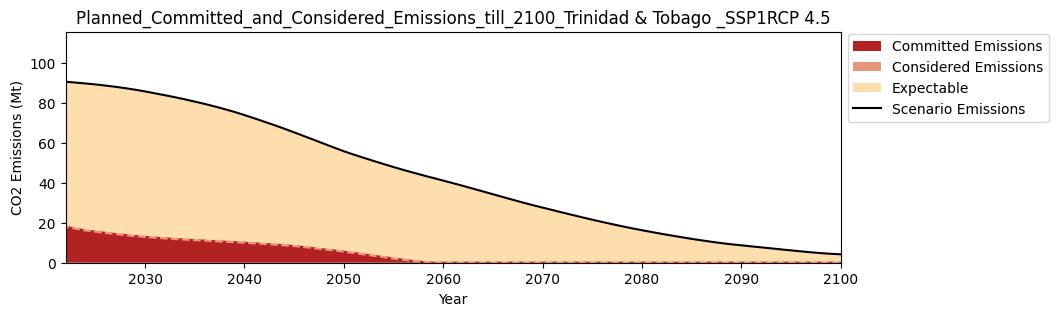 Planned_Committed_and_Considered_Emissions_till_2100_Trinidad & Tobago _SSP1RCP 4.5
100
80
60
40
20
0
CO2 Emissions (Mt)
2030 2040 2050 2060 2070 2080 2090 2100
Year
Committed Emissions
Considered Emissions
Expectable
Scenario Emissions